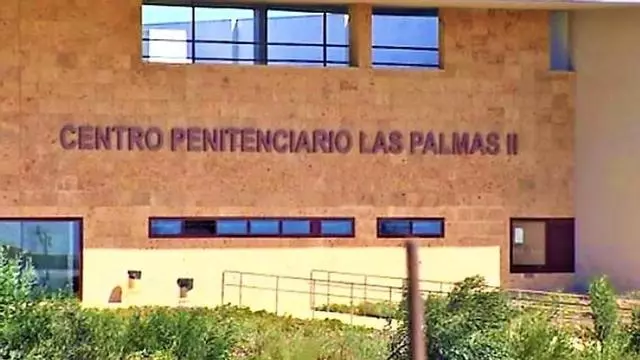 CENTRO PENITENCIARIO LAS PALMAS II